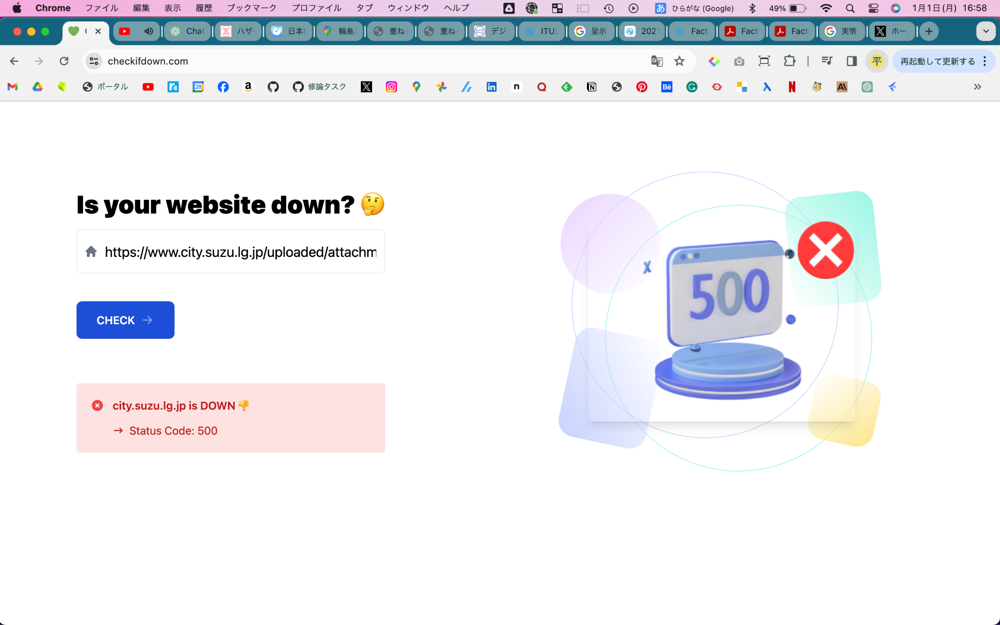 Chrome ファイル 編集 表示 履歴 ブックマーク プロファイル タブ ウィンドウ ヘルプ あ ひらがな (Google) 49% 1月1日(月) 16:58
Chat ハザ 日本 輪島 重ね 重ね デジ ITU: 呈示 202 Fact Fact Fact 実情 ホー
checkifdown.com 再起動して更新する
ポータル 28 修論タスク
Is your website down? 🤔
https://www.city.suzu.lg.jp/uploaded/attachm
CHECK →
city.suzu.lg.jp is DOWN 👎
→ Status Code: 500
X
500